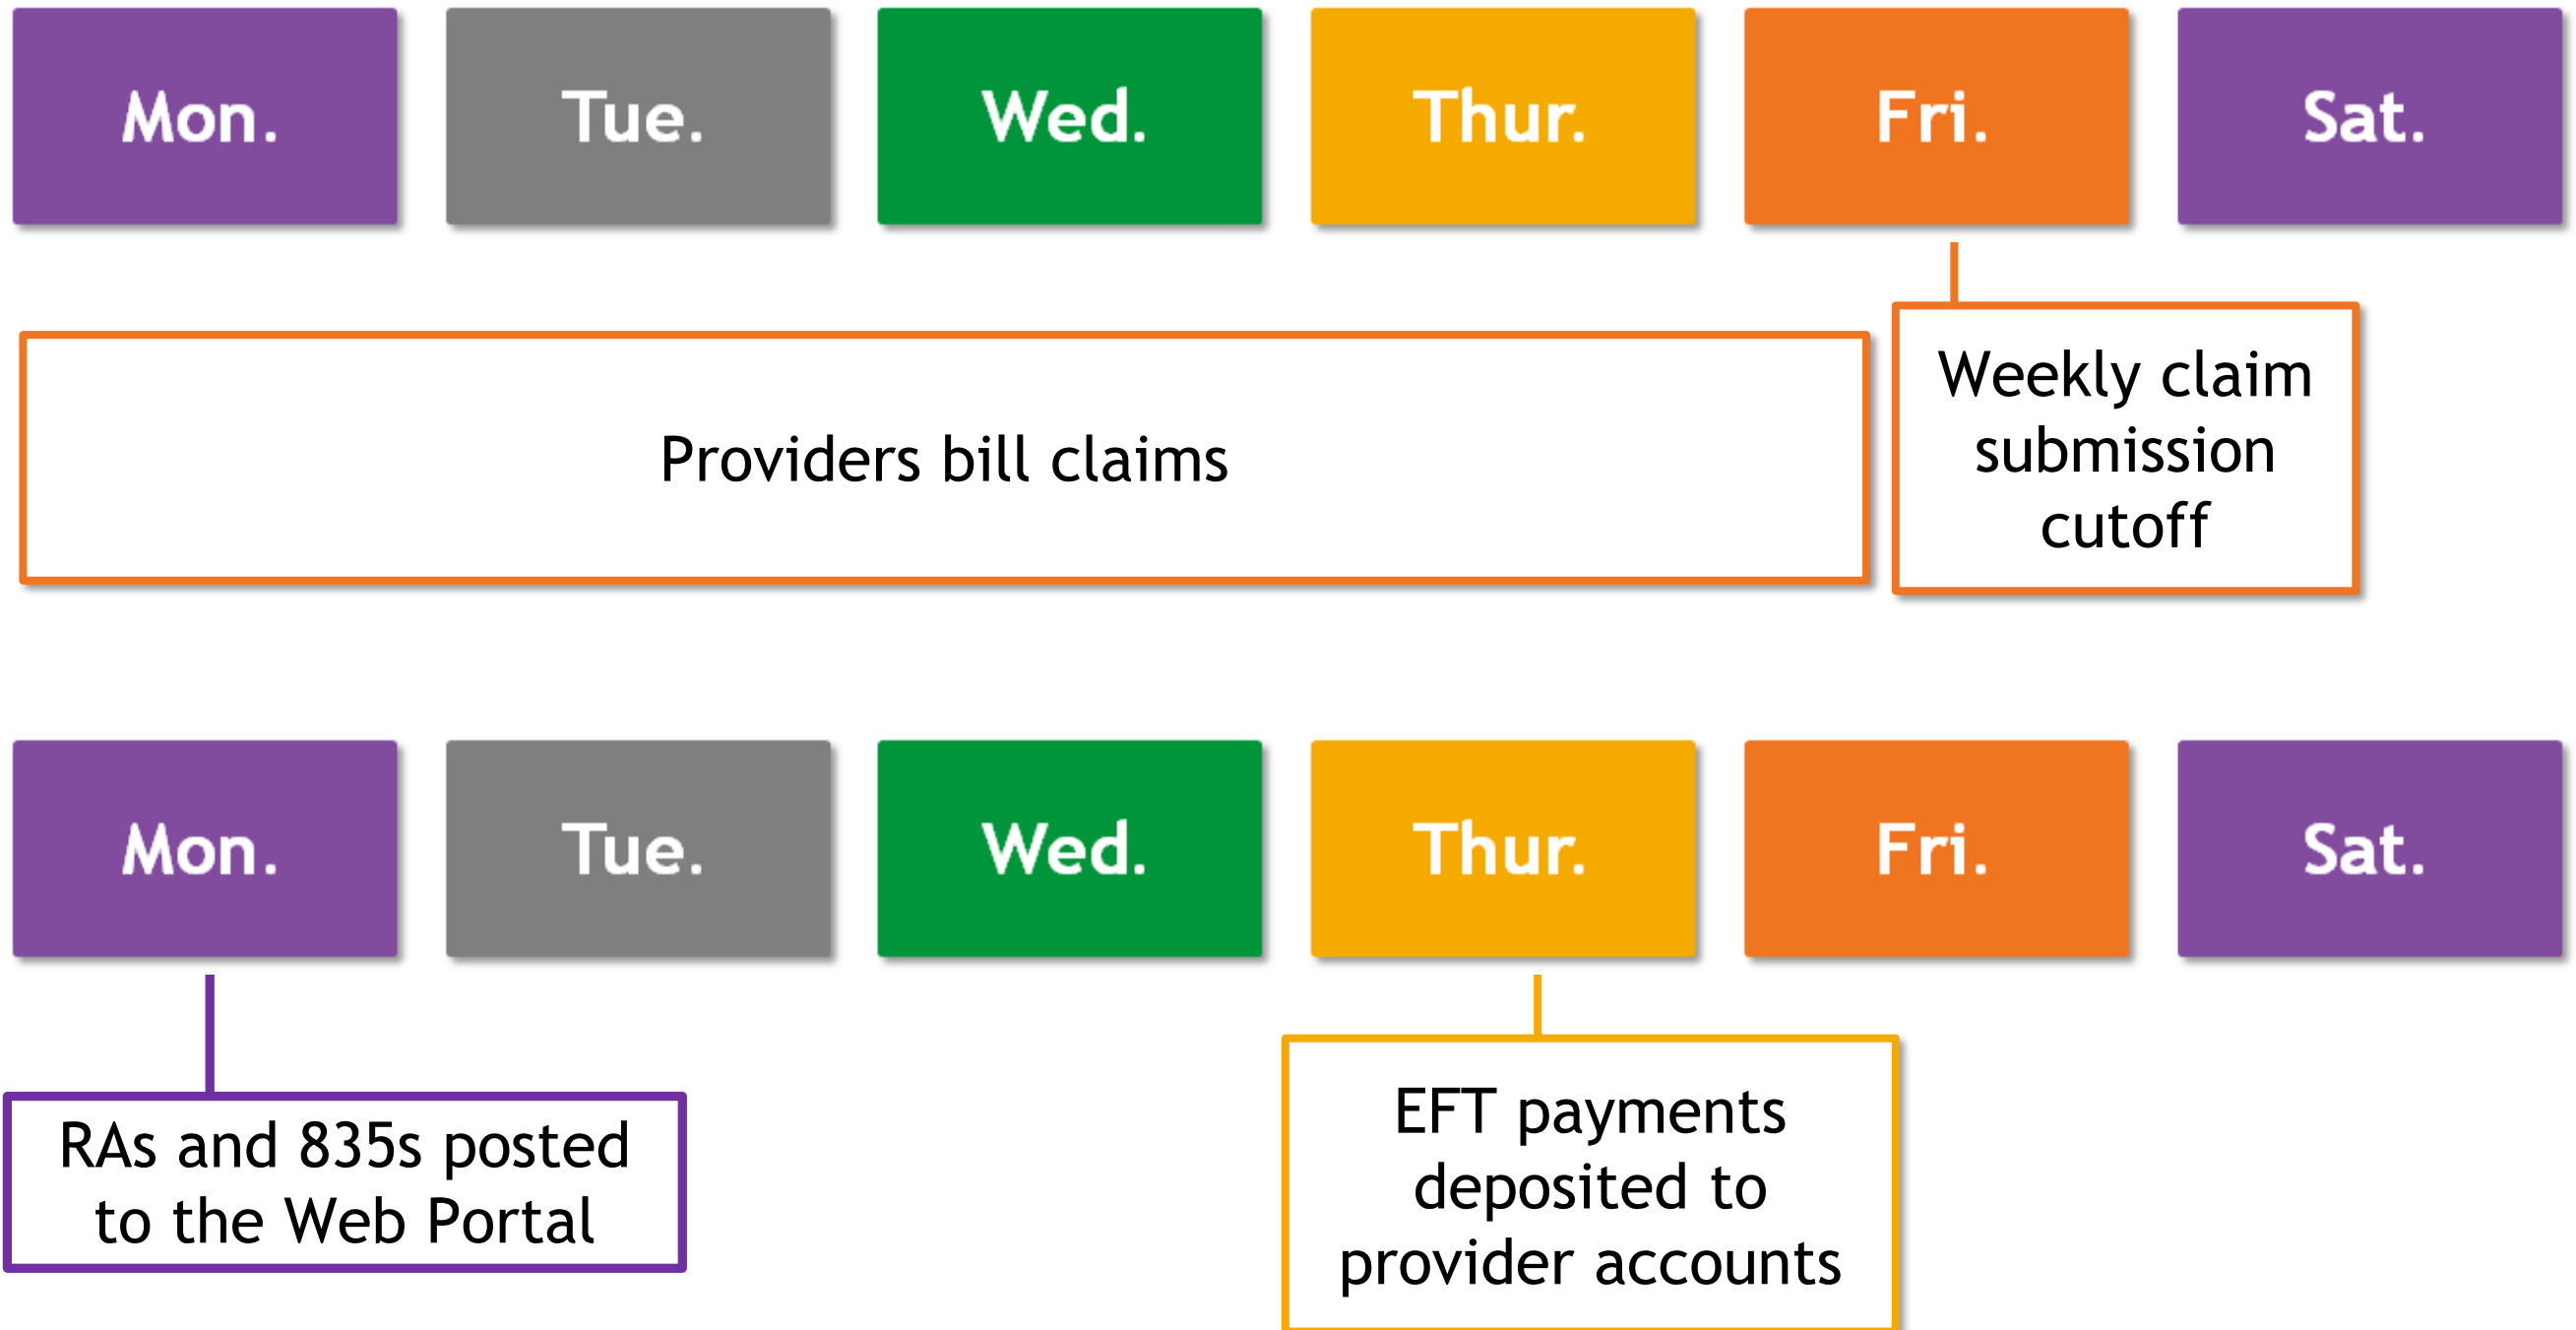 Mon.
Tue.
Wed.
Thur.
Fri.
Sat.
Providers bill claims
Weekly claim
submission
cutoff
Mon.
Tue.
Wed.
Thur.
Fri.
Sat.
RAs and 835s posted
to the Web Portal
EFT payments
deposited to
provider accounts